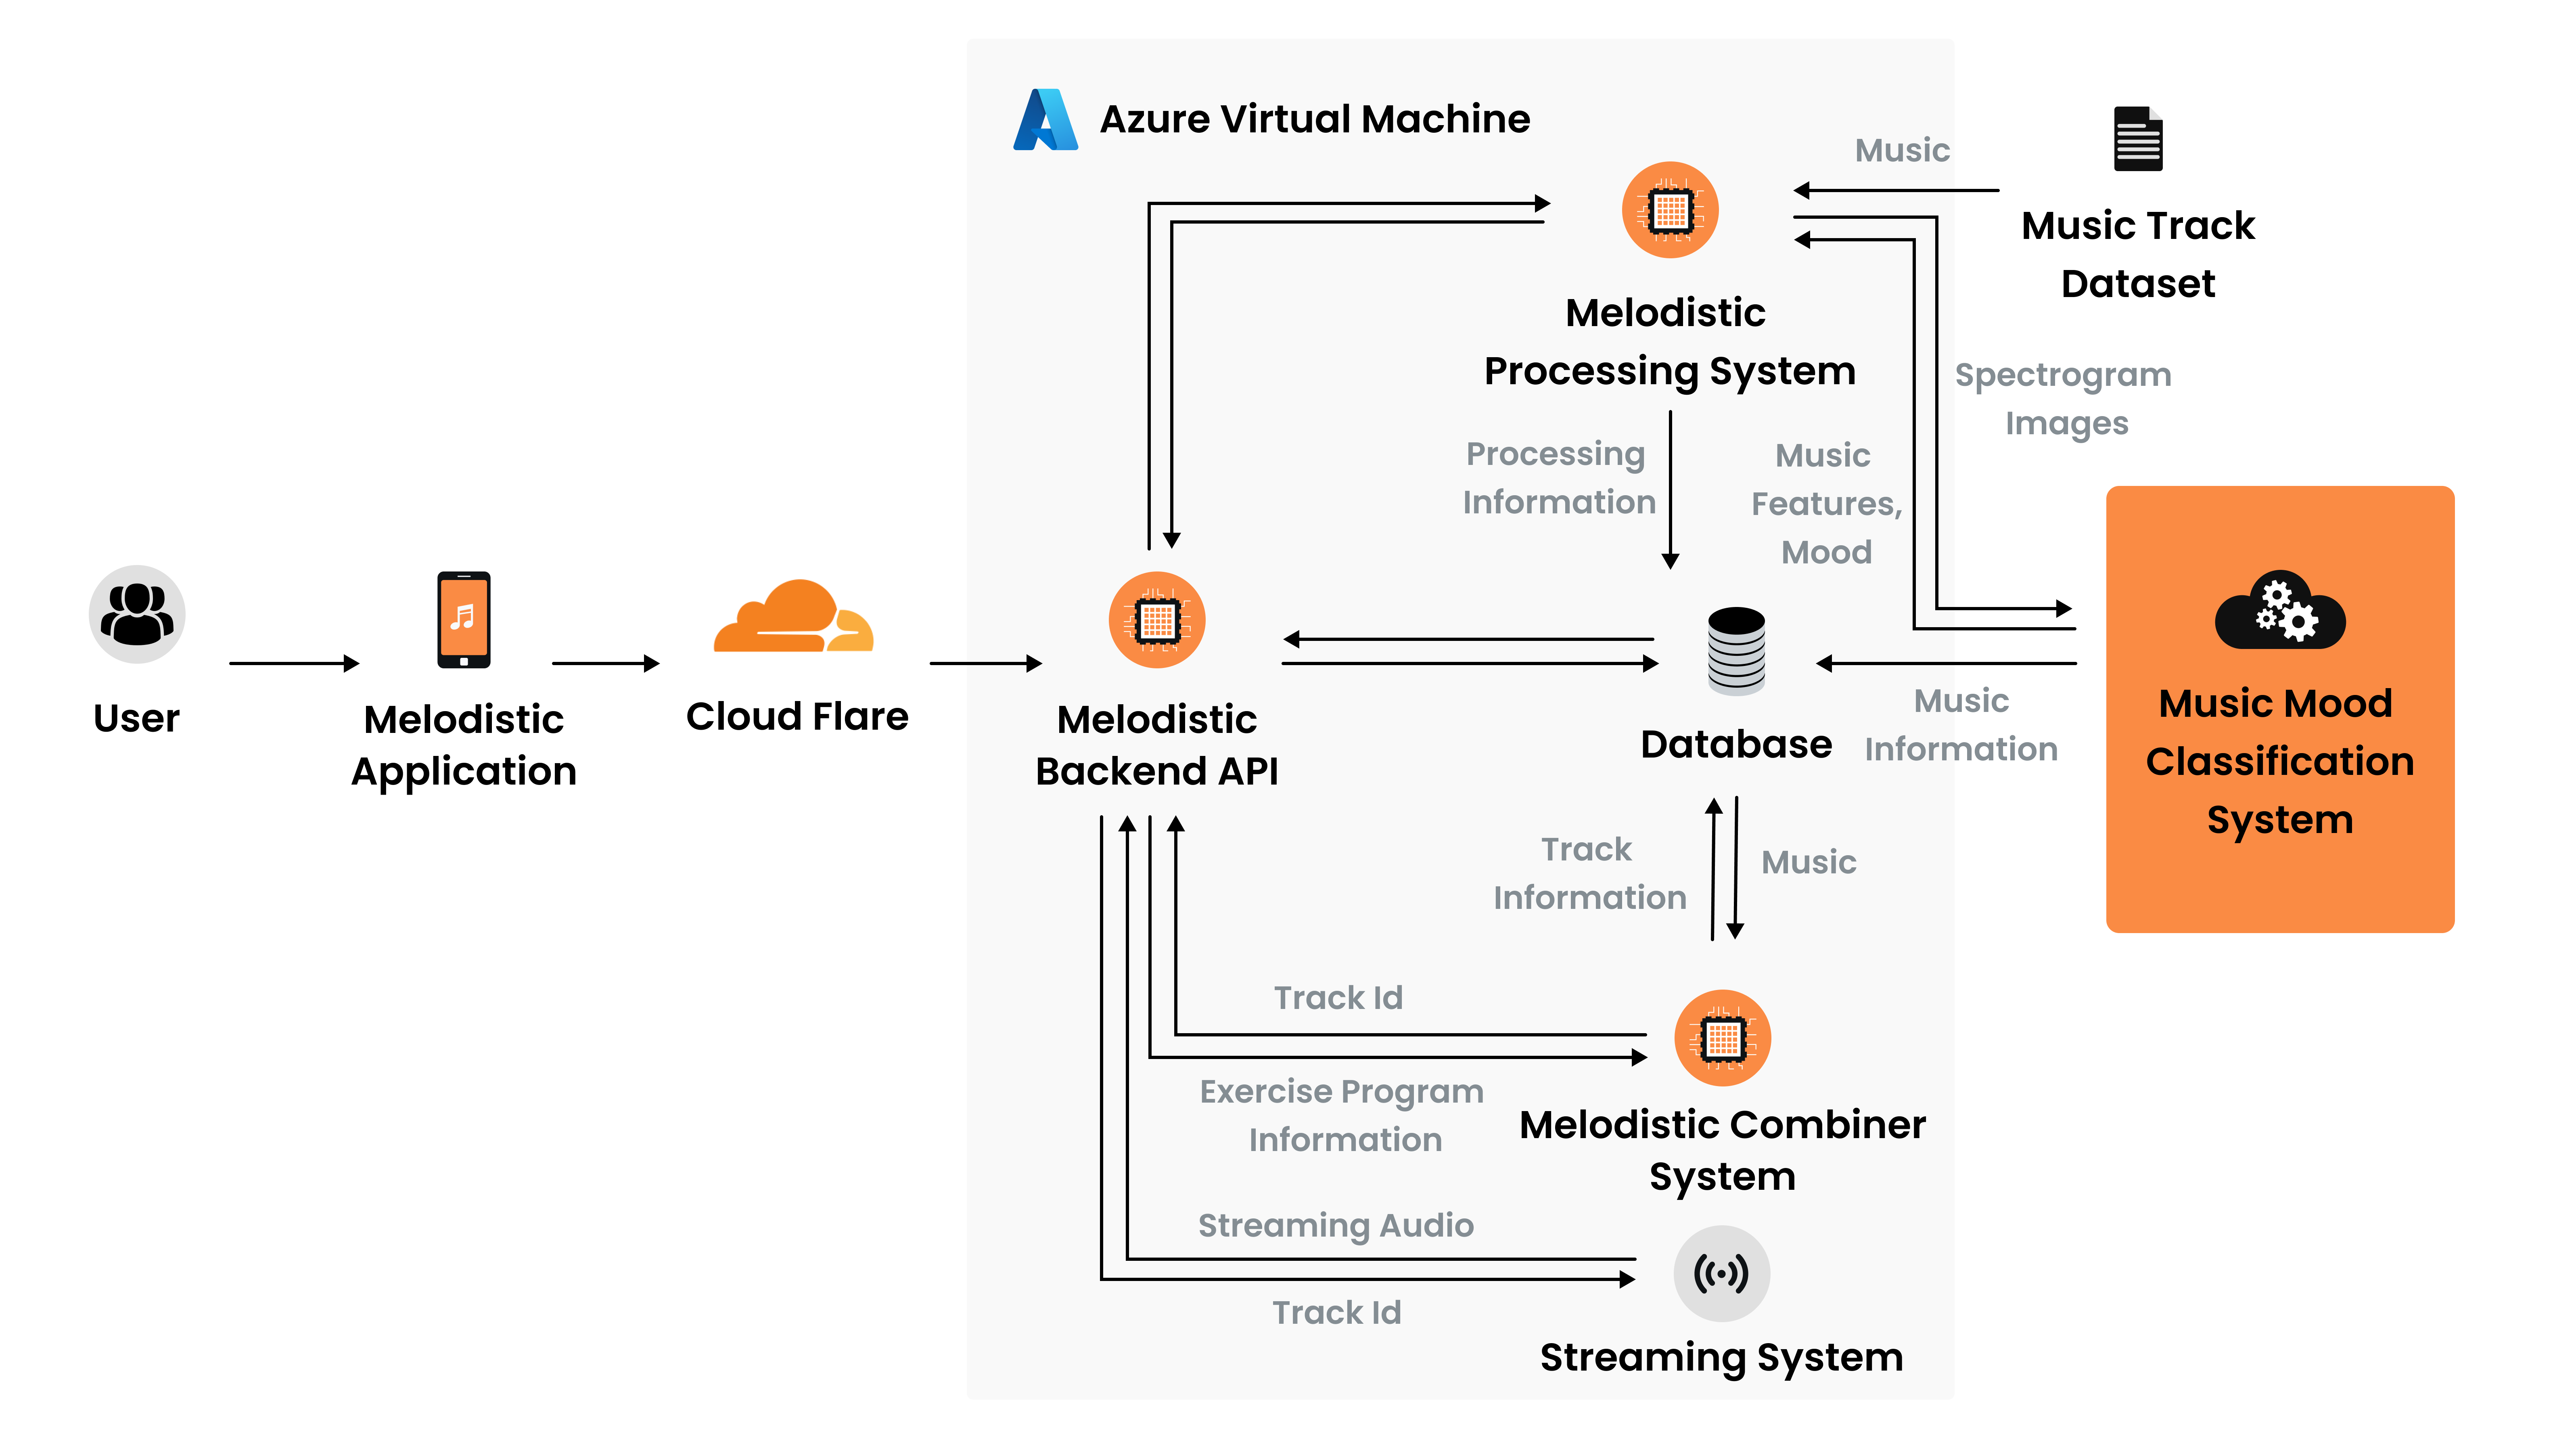 Azure Virtual Machine
Music
Music Track
Dataset
Melodistic
Processing System
Spectrogram
Images
Processing
Information
Music
Features,
Mood
User
Melodistic
Application
Cloud Flare
Melodistic
Backend API
Database
Music
Information
Music Mood
Classification
System
Track
Information
Music
Track Id
Exercise Program
Information
Melodistic Combiner
System
Streaming Audio
Track Id
Streaming System